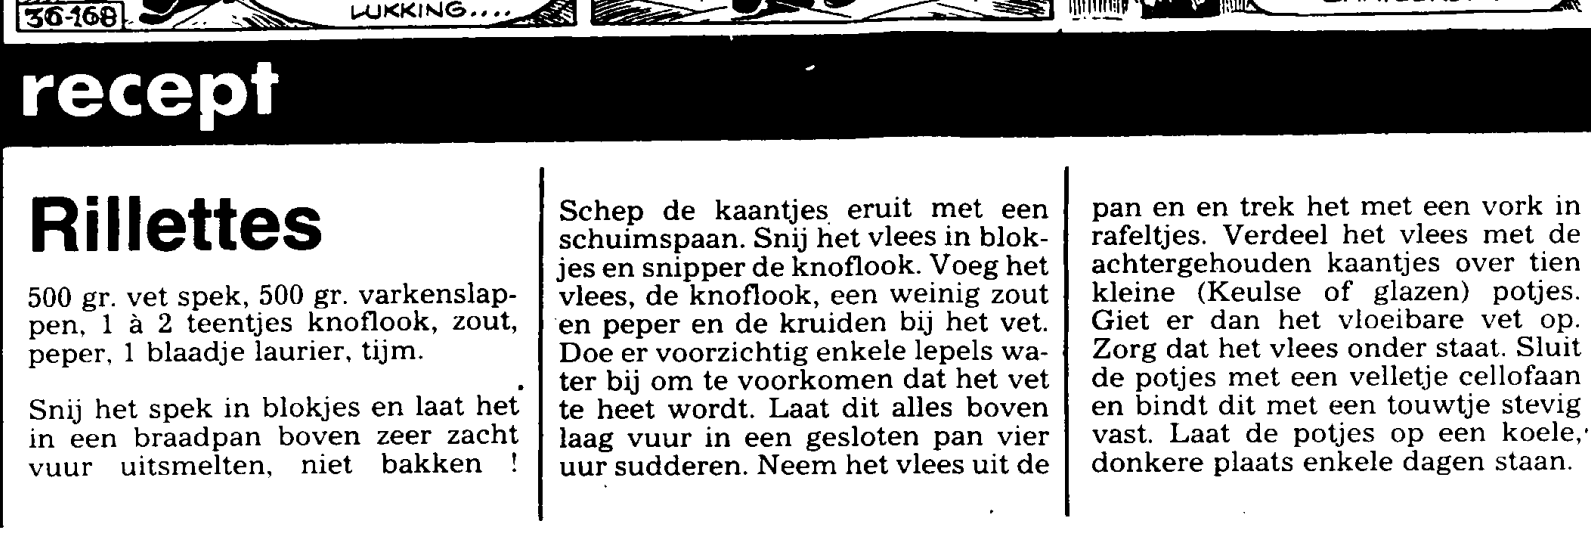 36-168
LUKKING....
recept
Rillettes
500 gr. vet spek, 500 gr. varkenslap-
pen, 1 à 2 teentjes knoflook, zout,
peper, 1 blaadje laurier, tijm.
Snij het spek in blokjes en laat het
in een braadpan boven zeer zacht
vuur uitsmelten, niet bakken !
Schep de kaantjes eruit met een
schuimspaan. Snij het vlees in blok-
jes en snipper de knoflook. Voeg het
vlees, de knoflook, een weinig zout
en peper en de kruiden bij het vet.
Doe er voorzichtig enkele lepels wa-
ter bij om te voorkomen dat het vet
te heet wordt. Laat dit alles boven
laag vuur in een gesloten pan vier
uur sudderen. Neem het vlees uit de
pan en en trek het met een vork in
rafeltjes. Verdeel het vlees met de
achtergehouden kaantjes over tien
kleine (Keulse of glazen) potjes.
Giet er dan het vloeibare vet op.
Zorg dat het vlees onder staat. Sluit
de potjes met een velletje cellofaan
en bindt dit met een touwtje stevig
vast. Laat de potjes op een koele,
donkere plaats enkele dagen staan.